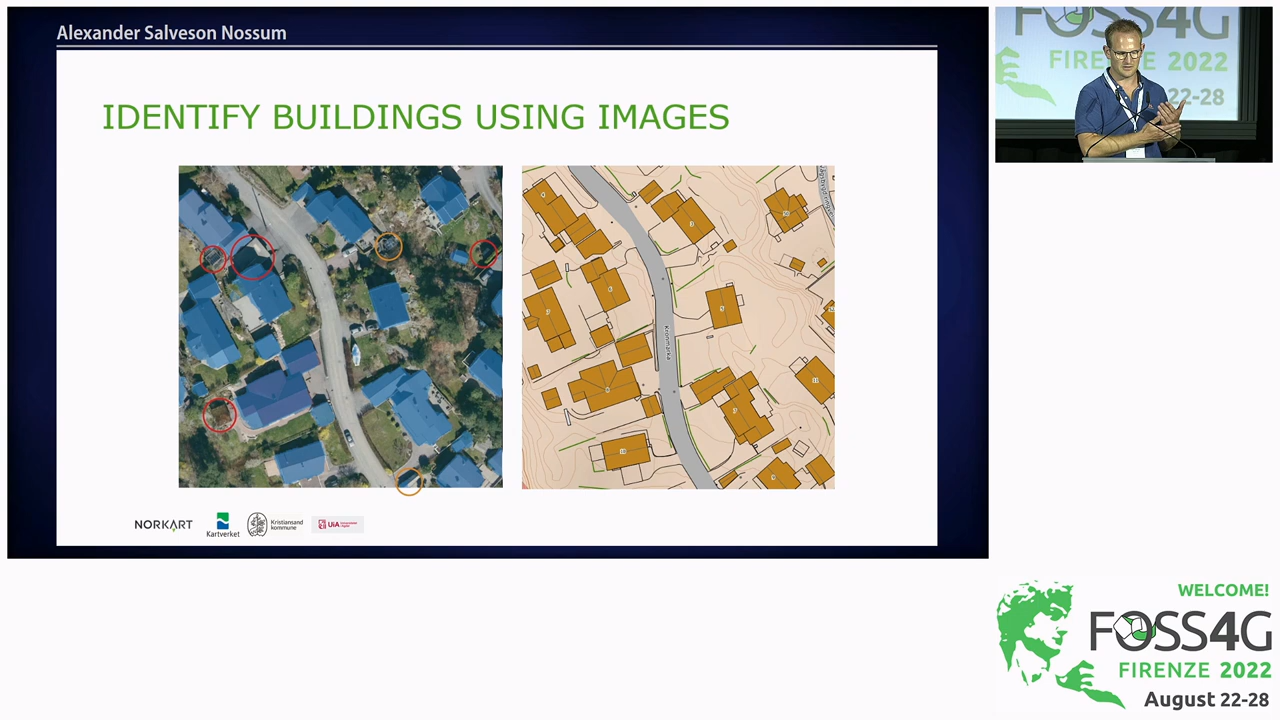 Alexander Salveson Nossum
IDENTIFY BUILDINGS USING IMAGES
Kronmarka
NORKART
Kartverket
Kristiansand
kommune
UiA
FOSS4G
FIRENZE 2022
22-28
WELCOME!
FOSS4G
FIRENZE 2022
August 22-28